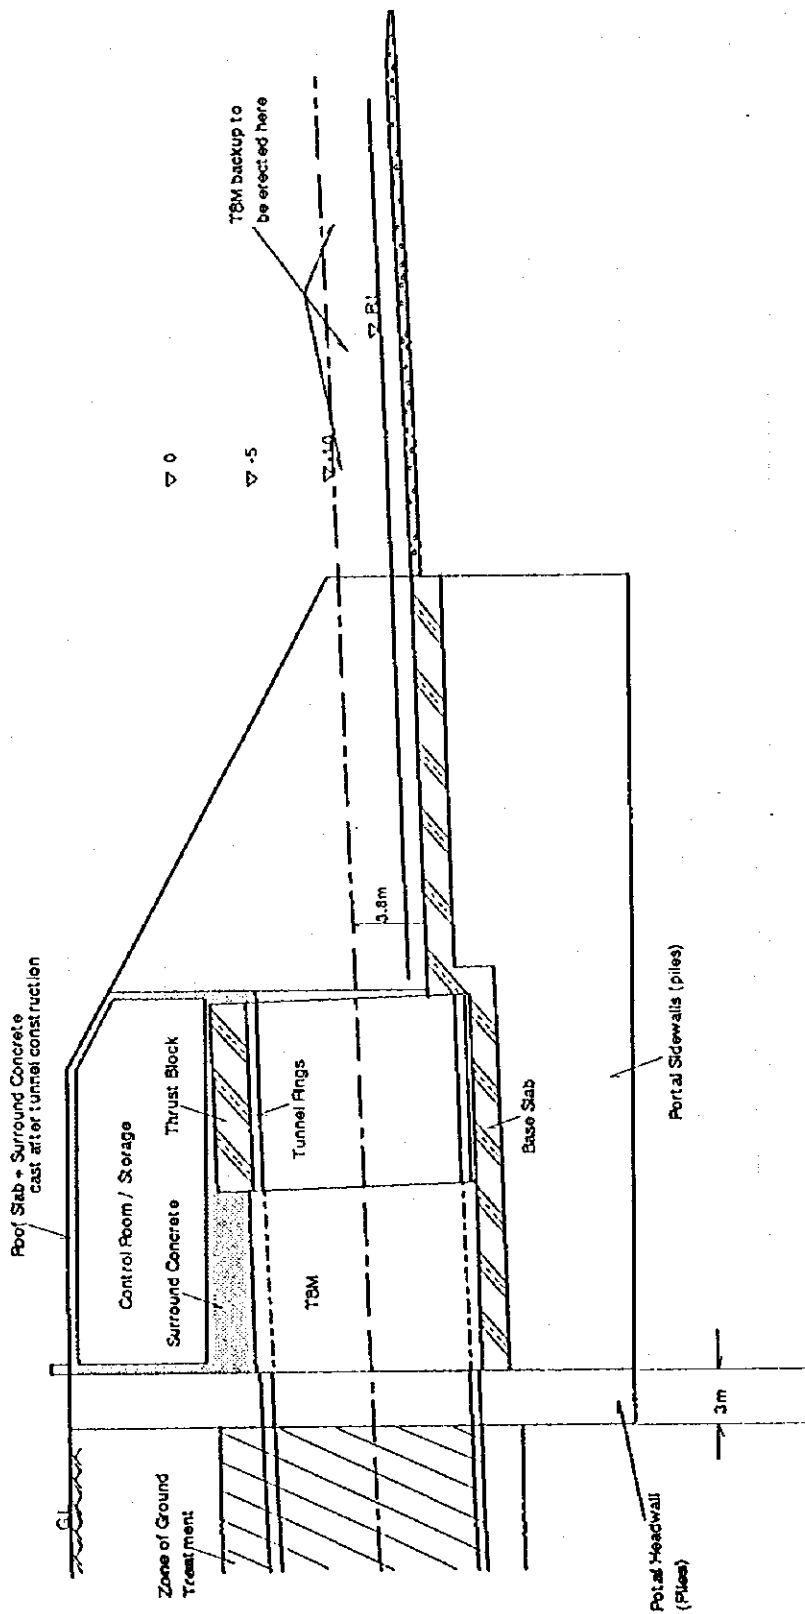 Roof Slab + Surround Concrete
cast after tunnel construction
TBM backup to
be erected here
▽ 0
▽ -5
▽ -10
▽ RL
GL
Control Room / Storage
Surround Concrete
Thrust Block
Tunnel Rings
TBM
3.8m
Zone of Ground
Treatment
Base Slab
Portal Sidewalls (piles)
Potal Headwall
(Piles)
3m